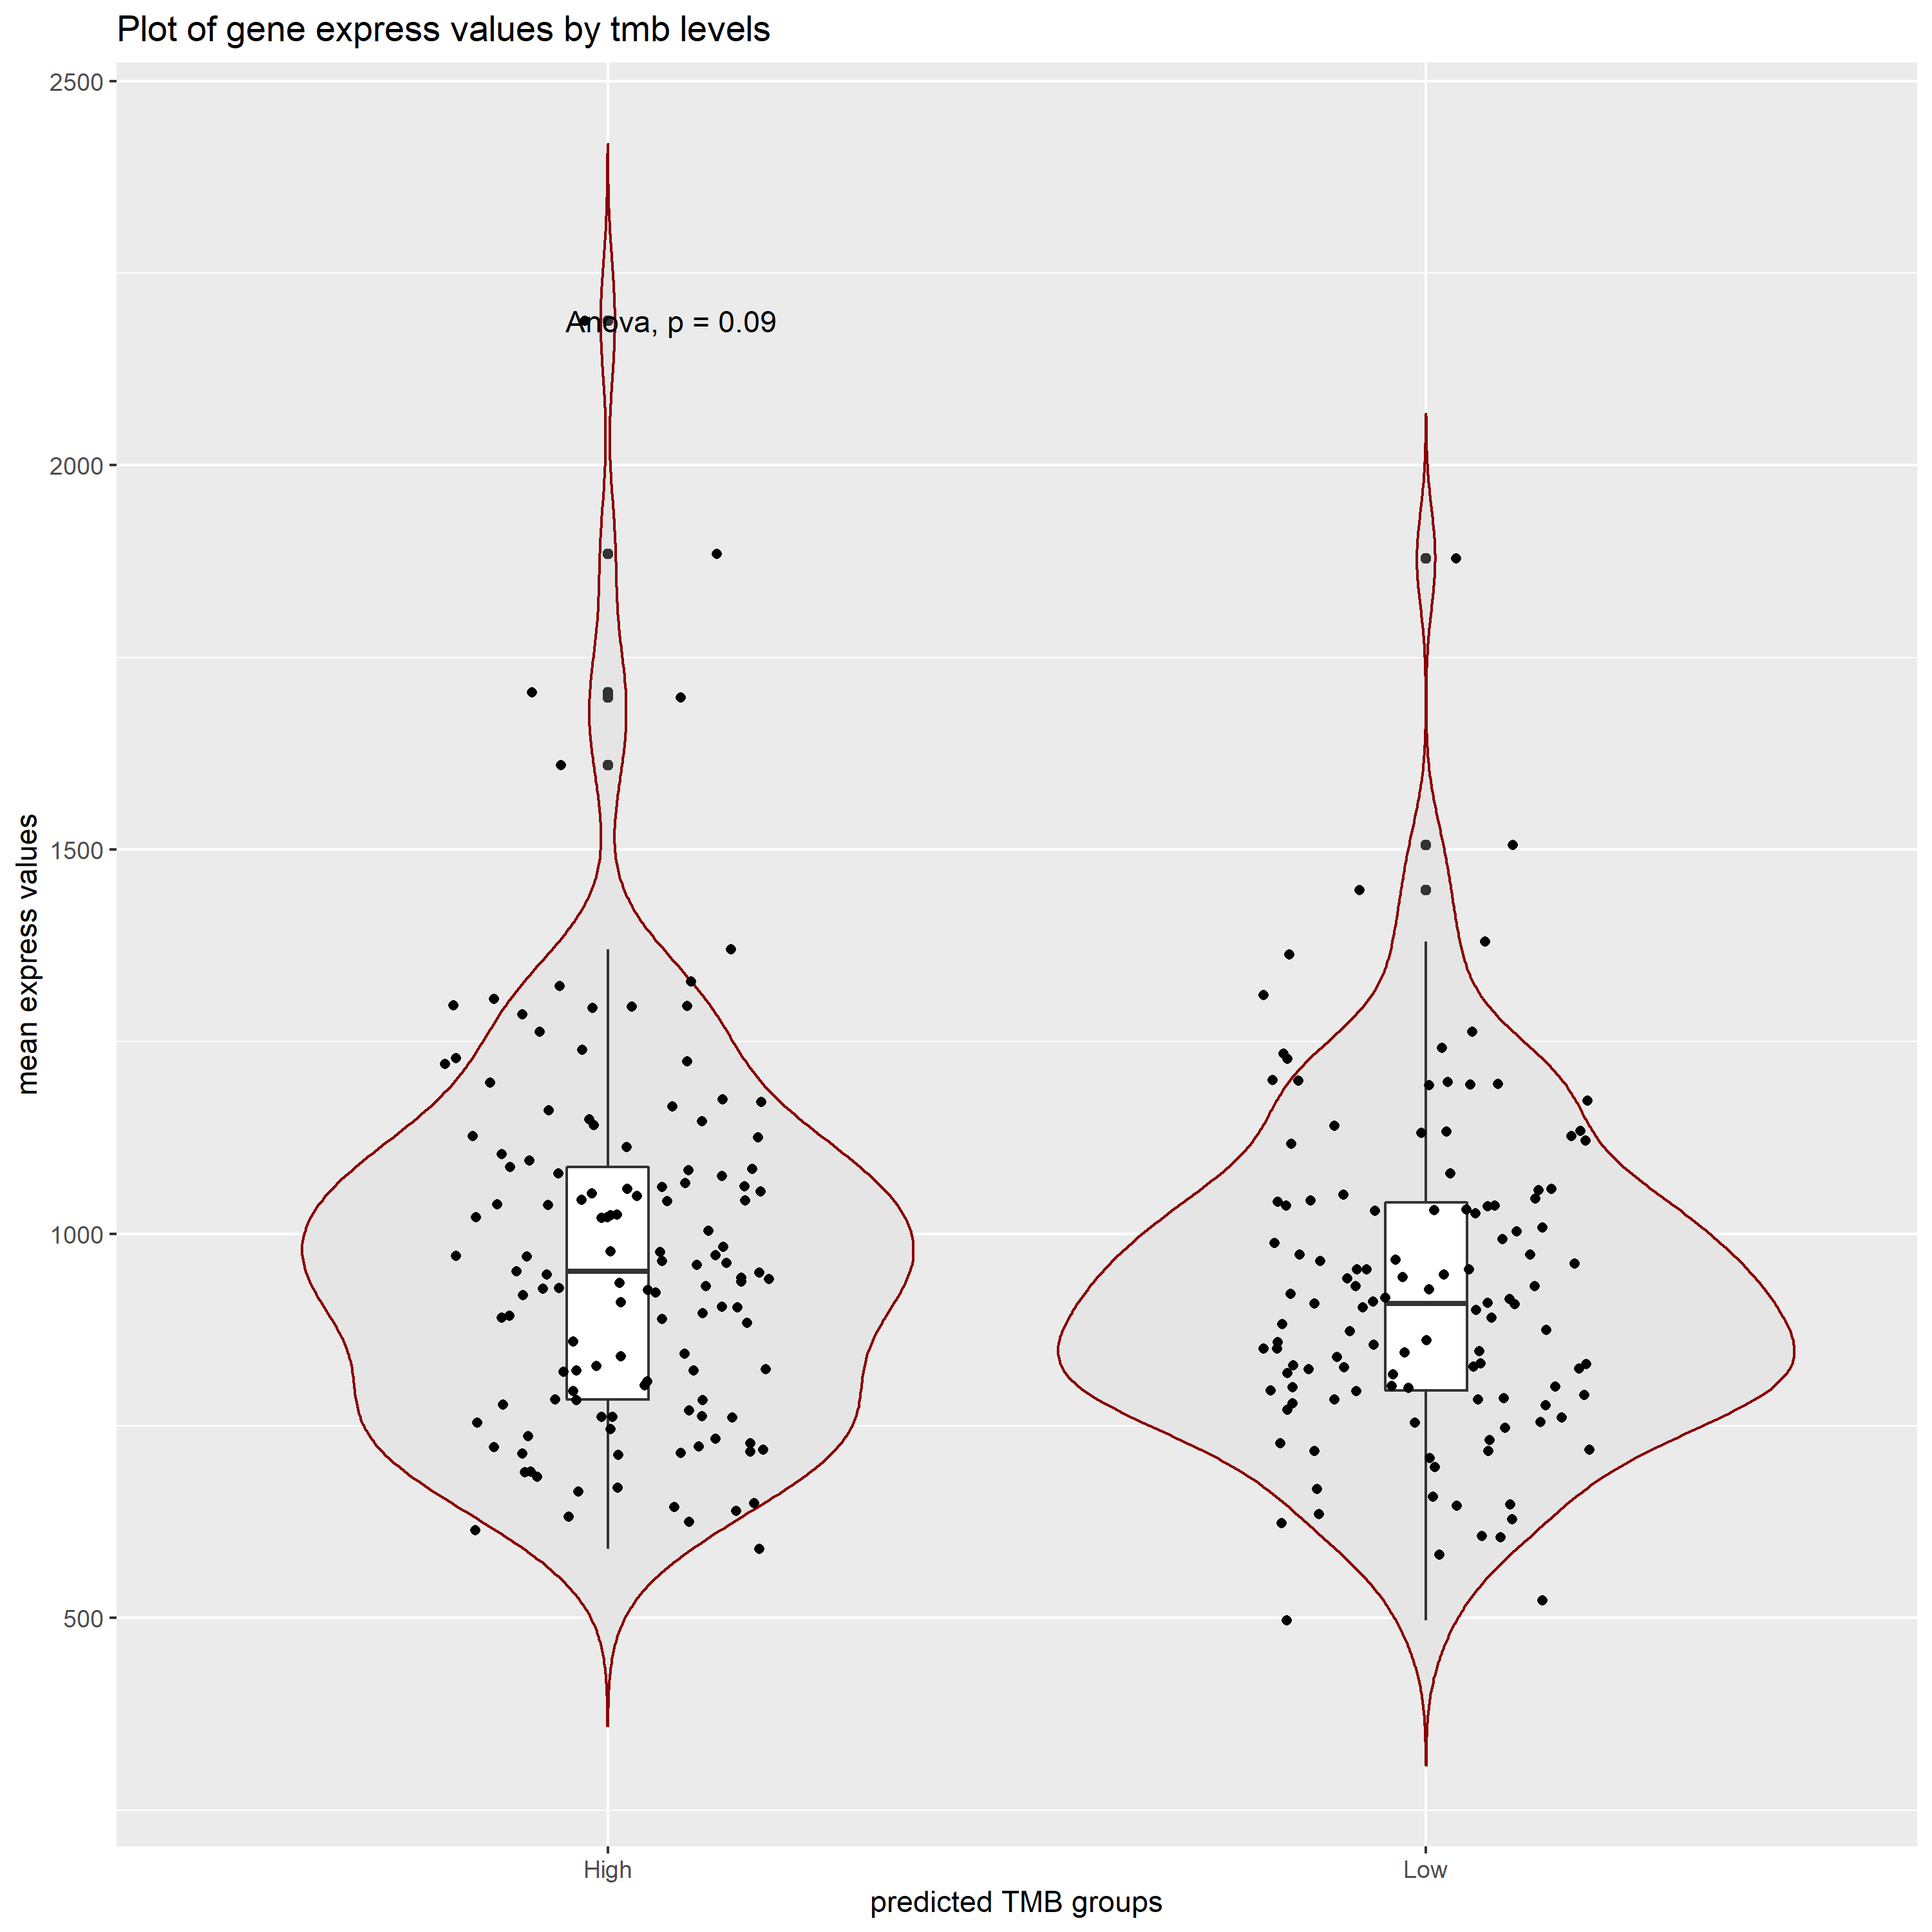 Plot of gene express values by tmb levels
2500
Anova, p = 0.09
2000
1500
mean express values
1000
500
High
Low
predicted TMB groups